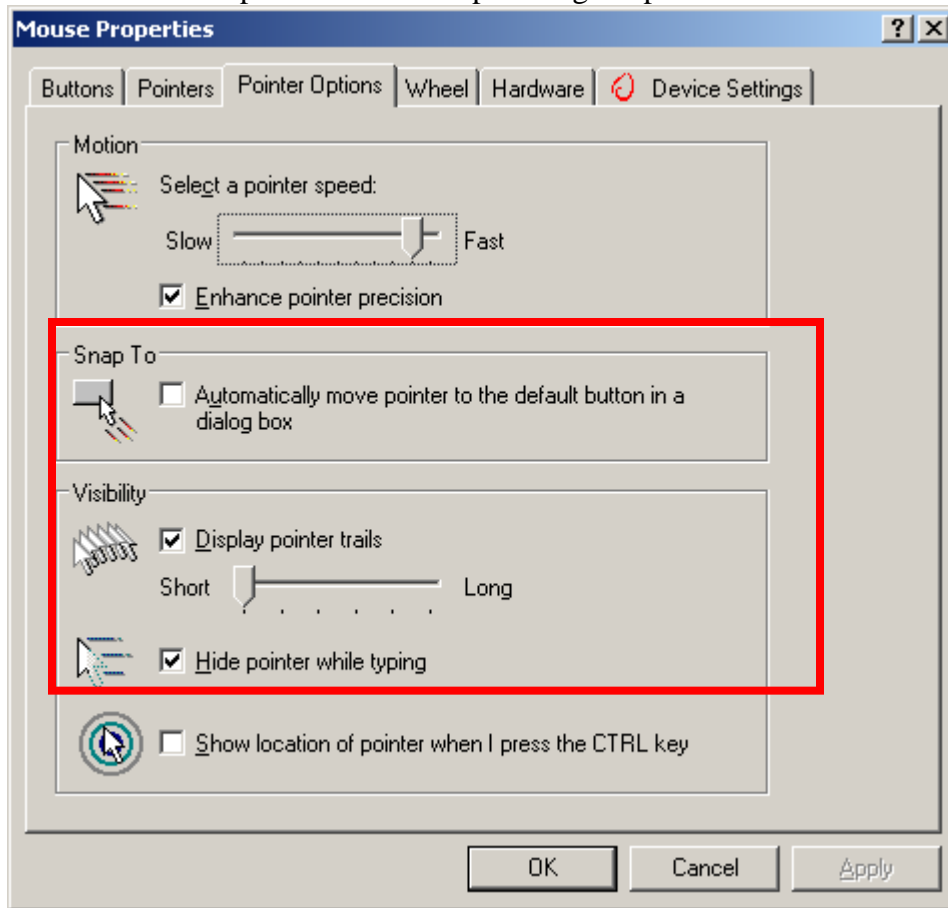 Mouse Properties
Buttons Pointers Pointer Options Wheel Hardware Device Settings
Motion
Select a pointer speed:
Slow Fast
Enhance pointer precision
Snap To
Automatically move pointer to the default button in a
dialog box
Visibility
Display pointer trails
Short Long
Hide pointer while typing
Show location of pointer when I press the CTRL key
OK Cancel Apply